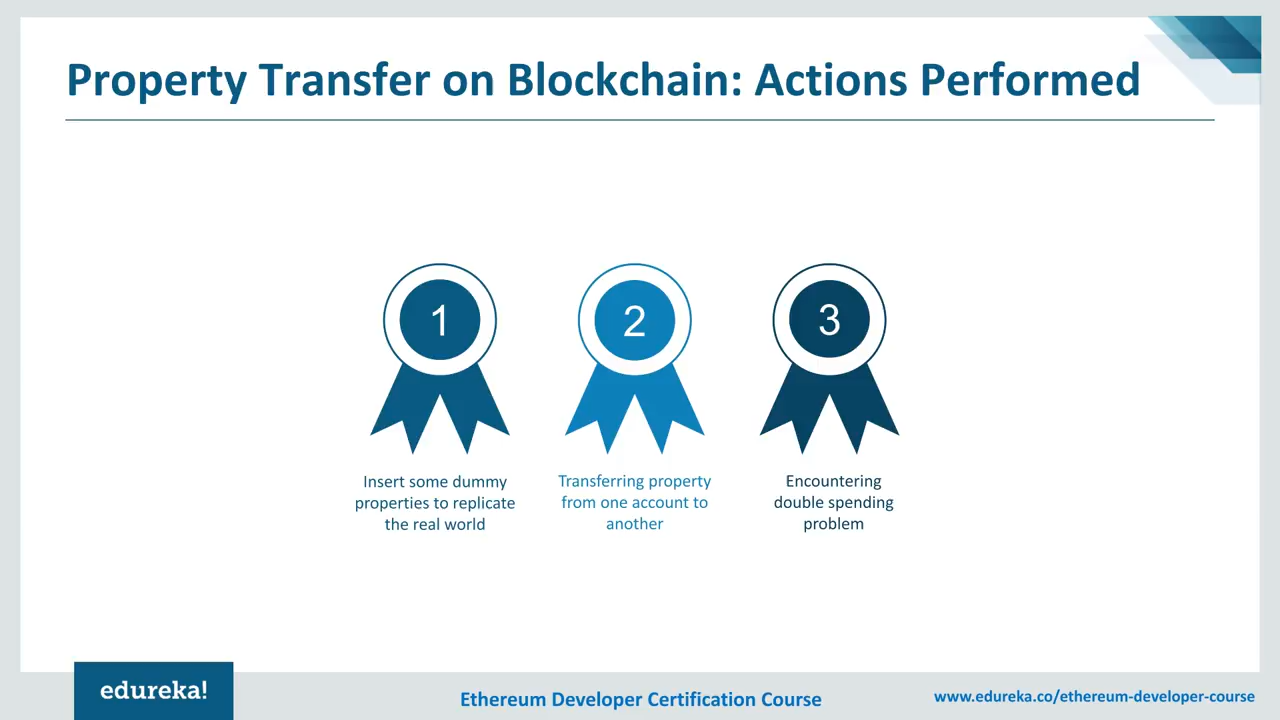 Property Transfer on Blockchain: Actions Performed
1
2
3
Insert some dummy
properties to replicate
the real world
Transferring property
from one account to
another
Encountering
double spending
problem
edureka!
Ethereum Developer Certification Course
www.edureka.co/ethereum-developer-course